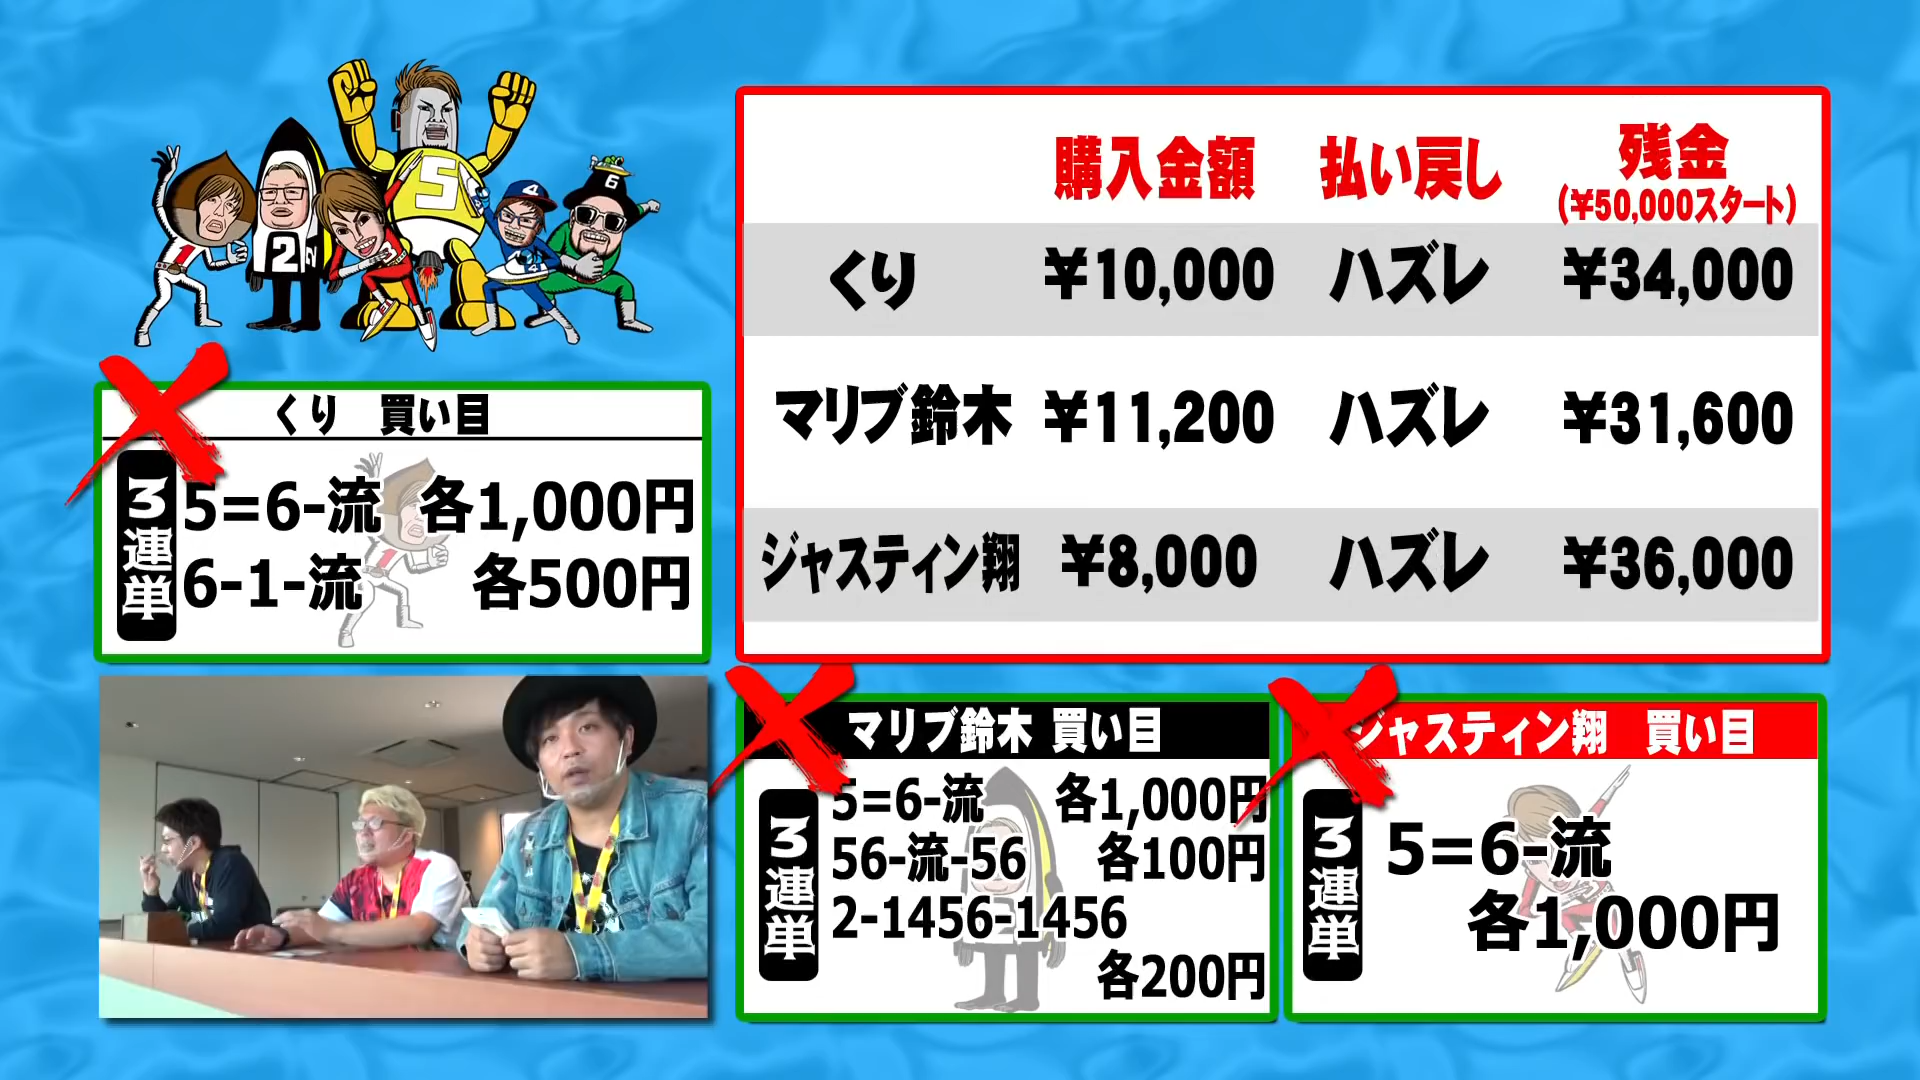 購入金額 払い戻し 残金
(¥50,000スタート)
くり ¥10,000 ハズレ ¥34,000
マリブ鈴木 ¥11,200 ハズレ ¥31,600
ジャスティン翔 ¥8,000 ハズレ ¥36,000
1 2 2 5 4 4 6
くり 買い目
3連単
5=6-流 各1,000円
6-1-流 各500円
マリブ鈴木 買い目
3連単
5=6-流 各1,000円
56-流-56 各100円
2-1456-1456
各200円
ジャスティン翔 買い目
3連単
5=6-流
各1,000円